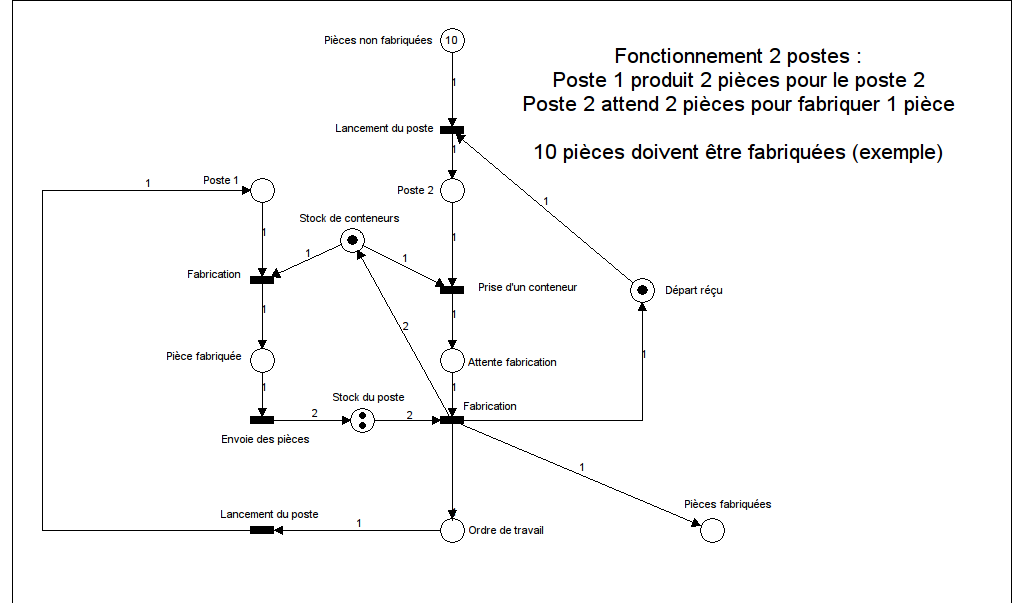 Pièces non fabriquées
10
Fonctionnement 2 postes :
Poste 1 produit 2 pièces pour le poste 2
Poste 2 attend 2 pièces pour fabriquer 1 pièce
1
Lancement du poste
1
10 pièces doivent être fabriquées (exemple)
1
Poste 1
Poste 2
1
Stock de conteneurs
1
1
1
1
Fabrication
Prise d'un conteneur
Départ réçu
1
1
2
Pièce fabriquée
Attente fabrication
1
1
1
Stock du poste
Fabrication
2
2
Envoie des pièces
1
Pièces fabriquées
Lancement du poste
1
Ordre de travail